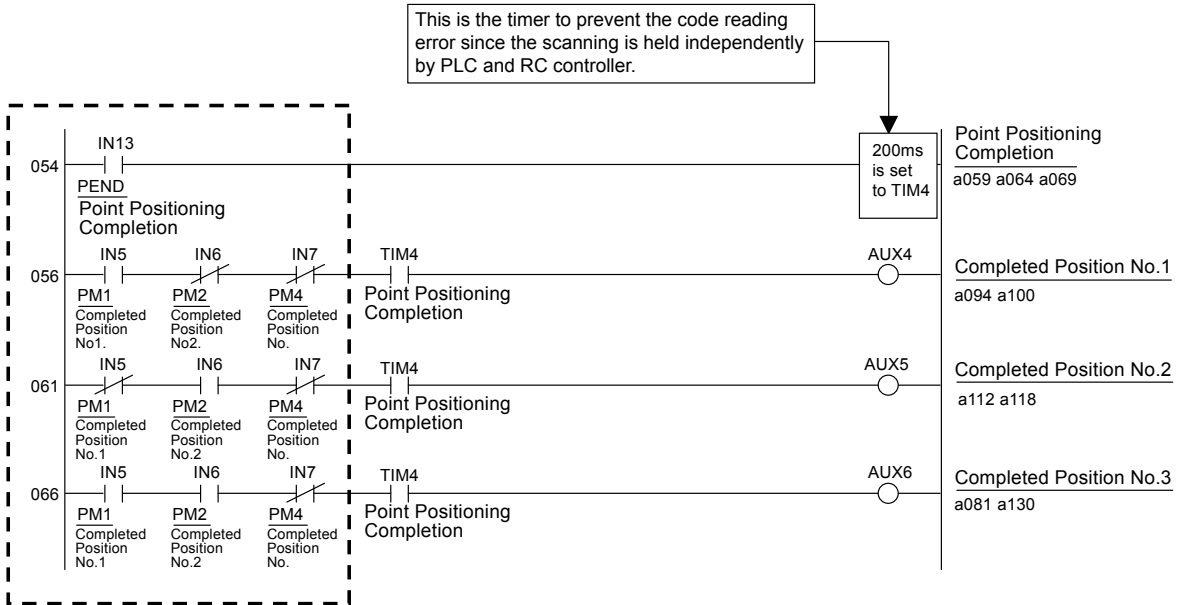 This is the timer to prevent the code reading
error since the scanning is held independently
by PLC and RC controller.
054
IN13
PEND
Point Positioning
Completion
200ms
is set
to TIM4
Point Positioning
Completion
a059 a064 a069
056
IN5
IN6
IN7
TIM4
AUX4
PM1
Completed
Position
No1.
PM2
Completed
Position
No2.
PM4
Completed
Position
No.
Point Positioning
Completion
Completed Position No.1
a094 a100
061
IN5
IN6
IN7
TIM4
AUX5
PM1
Completed
Position
No.1
PM2
Completed
Position
No.2
PM4
Completed
Position
No.
Point Positioning
Completion
Completed Position No.2
a112 a118
066
IN5
IN6
IN7
TIM4
AUX6
PM1
Completed
Position
No.1
PM2
Completed
Position
No.2
PM4
Completed
Position
No.
Point Positioning
Completion
Completed Position No.3
a081 a130